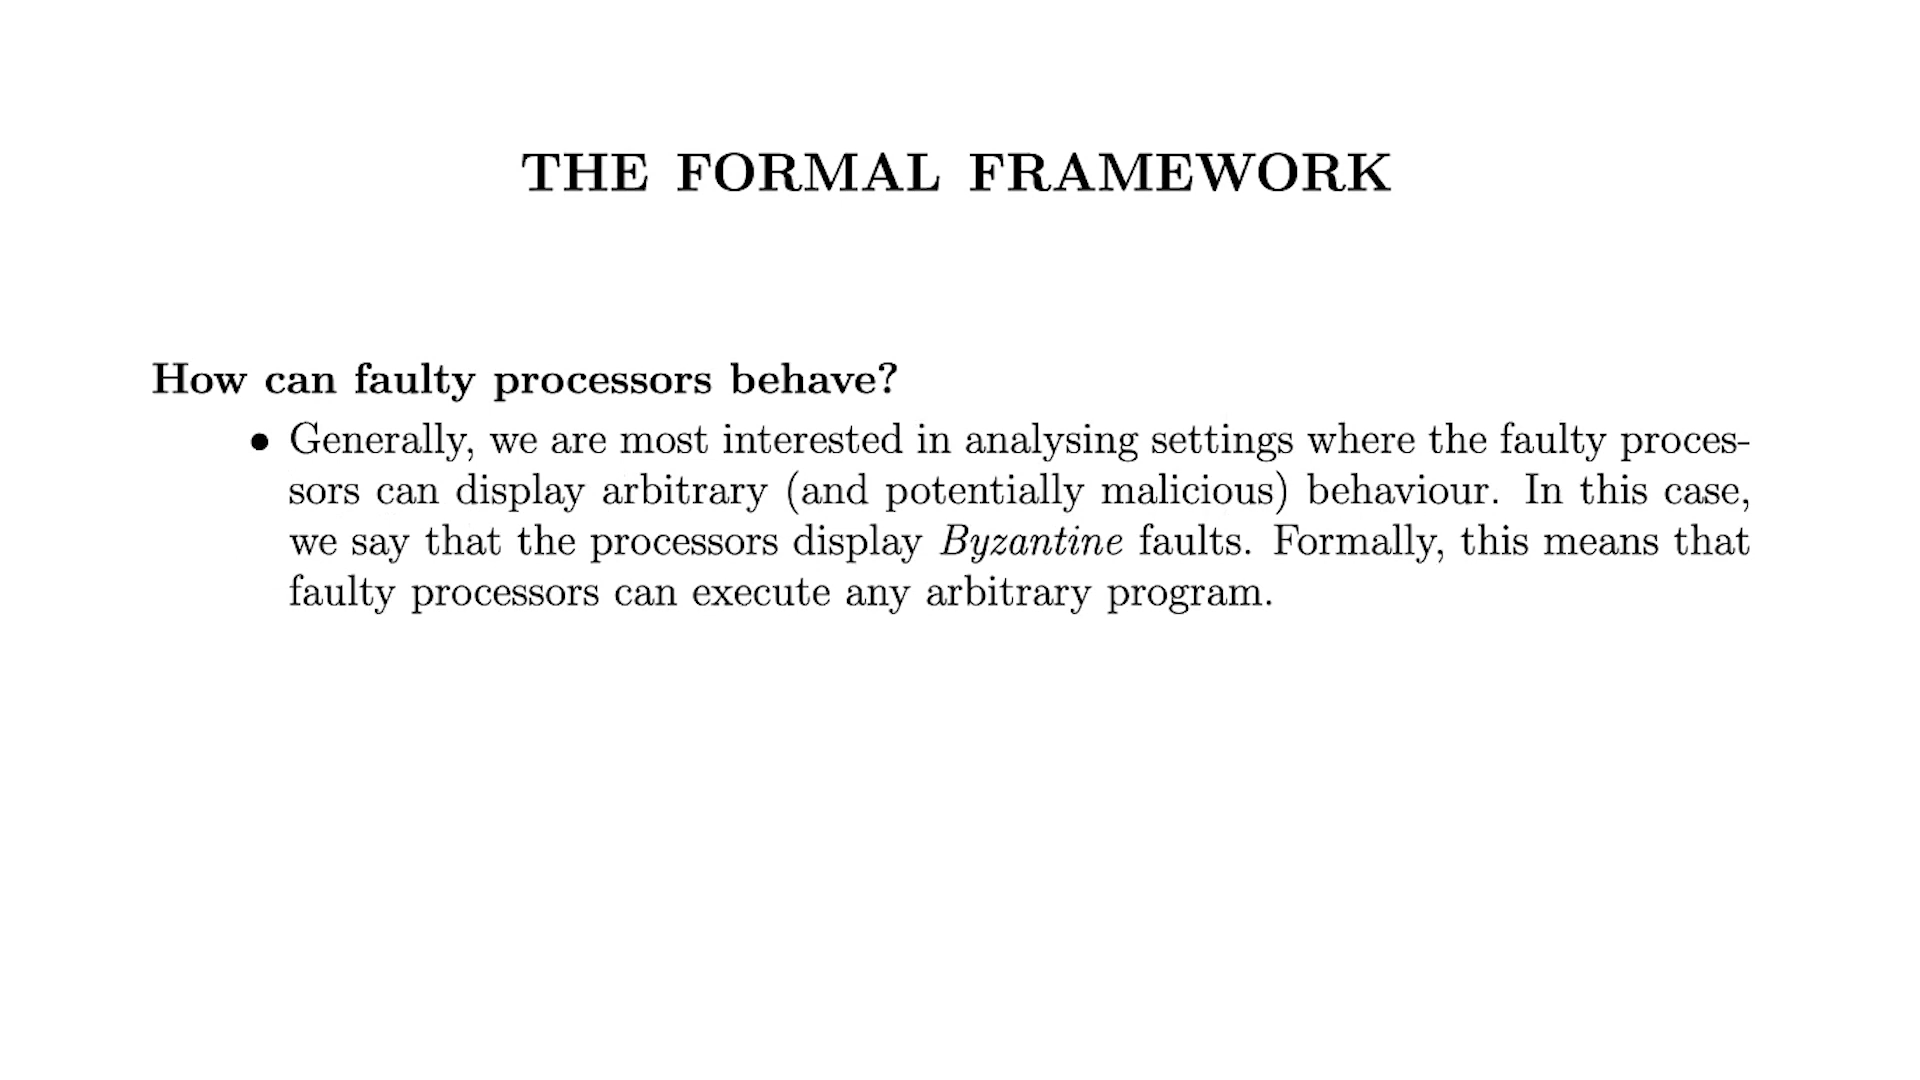 THE FORMAL FRAMEWORK
How can faulty processors behave?
• Generally, we are most interested in analysing settings where the faulty proces-
sors can display arbitrary (and potentially malicious) behaviour. In this case,
we say that the processors display Byzantine faults. Formally, this means that
faulty processors can execute any arbitrary program.